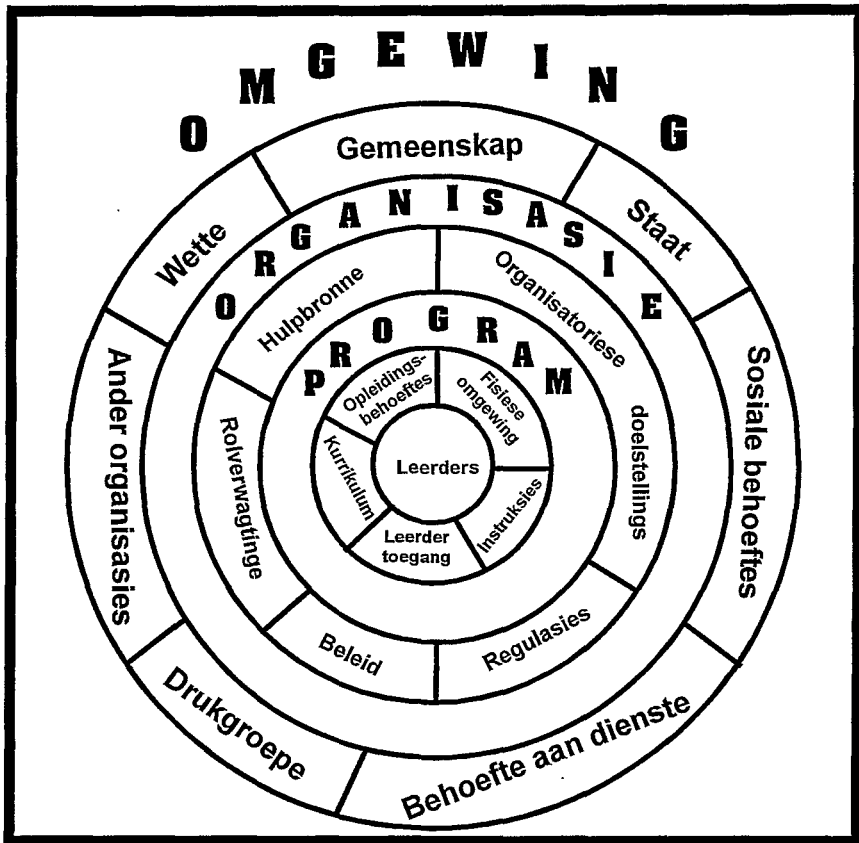 OMGEWING
Gemeenskap
Staat
Sosiale behoeftes
Behoefte aan dienste
Drukgroepe
Ander organisasies
Wette
ORGANISASIE
Hulpbronne
Organisatoriese
doelstellings
Regulasies
Beleid
Rolverwagtinge
PROGRAM
Opleidings-
behoeftes
Fisiese
omgewing
Instruksies
Leerder
toegang
Kurrikulum
Leerders